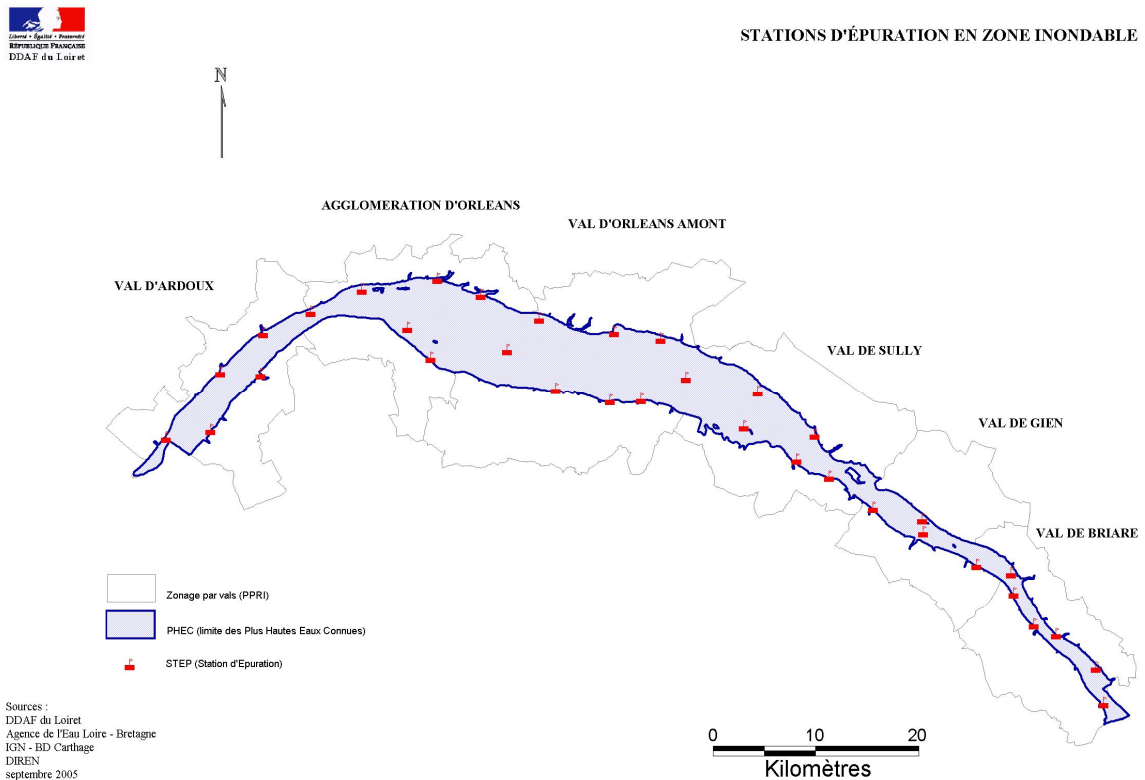 Liberté • Égalité • Fraternité
RÉPUBLIQUE FRANÇAISE
DDAF du Loiret
STATIONS D'ÉPURATION EN ZONE INONDABLE
N
AGGLOMERATION D'ORLEANS
VAL D'ORLEANS AMONT
VAL D'ARDOUX
VAL DE SULLY
VAL DE GIEN
VAL DE BRIARE
Zonage par vals (PPRI)
PHEC (limite des Plus Hautes Eaux Connues)
STEP (Station d'Epuration)
Sources :
DDAF du Loiret
Agence de l'Eau Loire - Bretagne
IGN - BD Carthage
DIREN
septembre 2005
0 10 20
Kilomètres